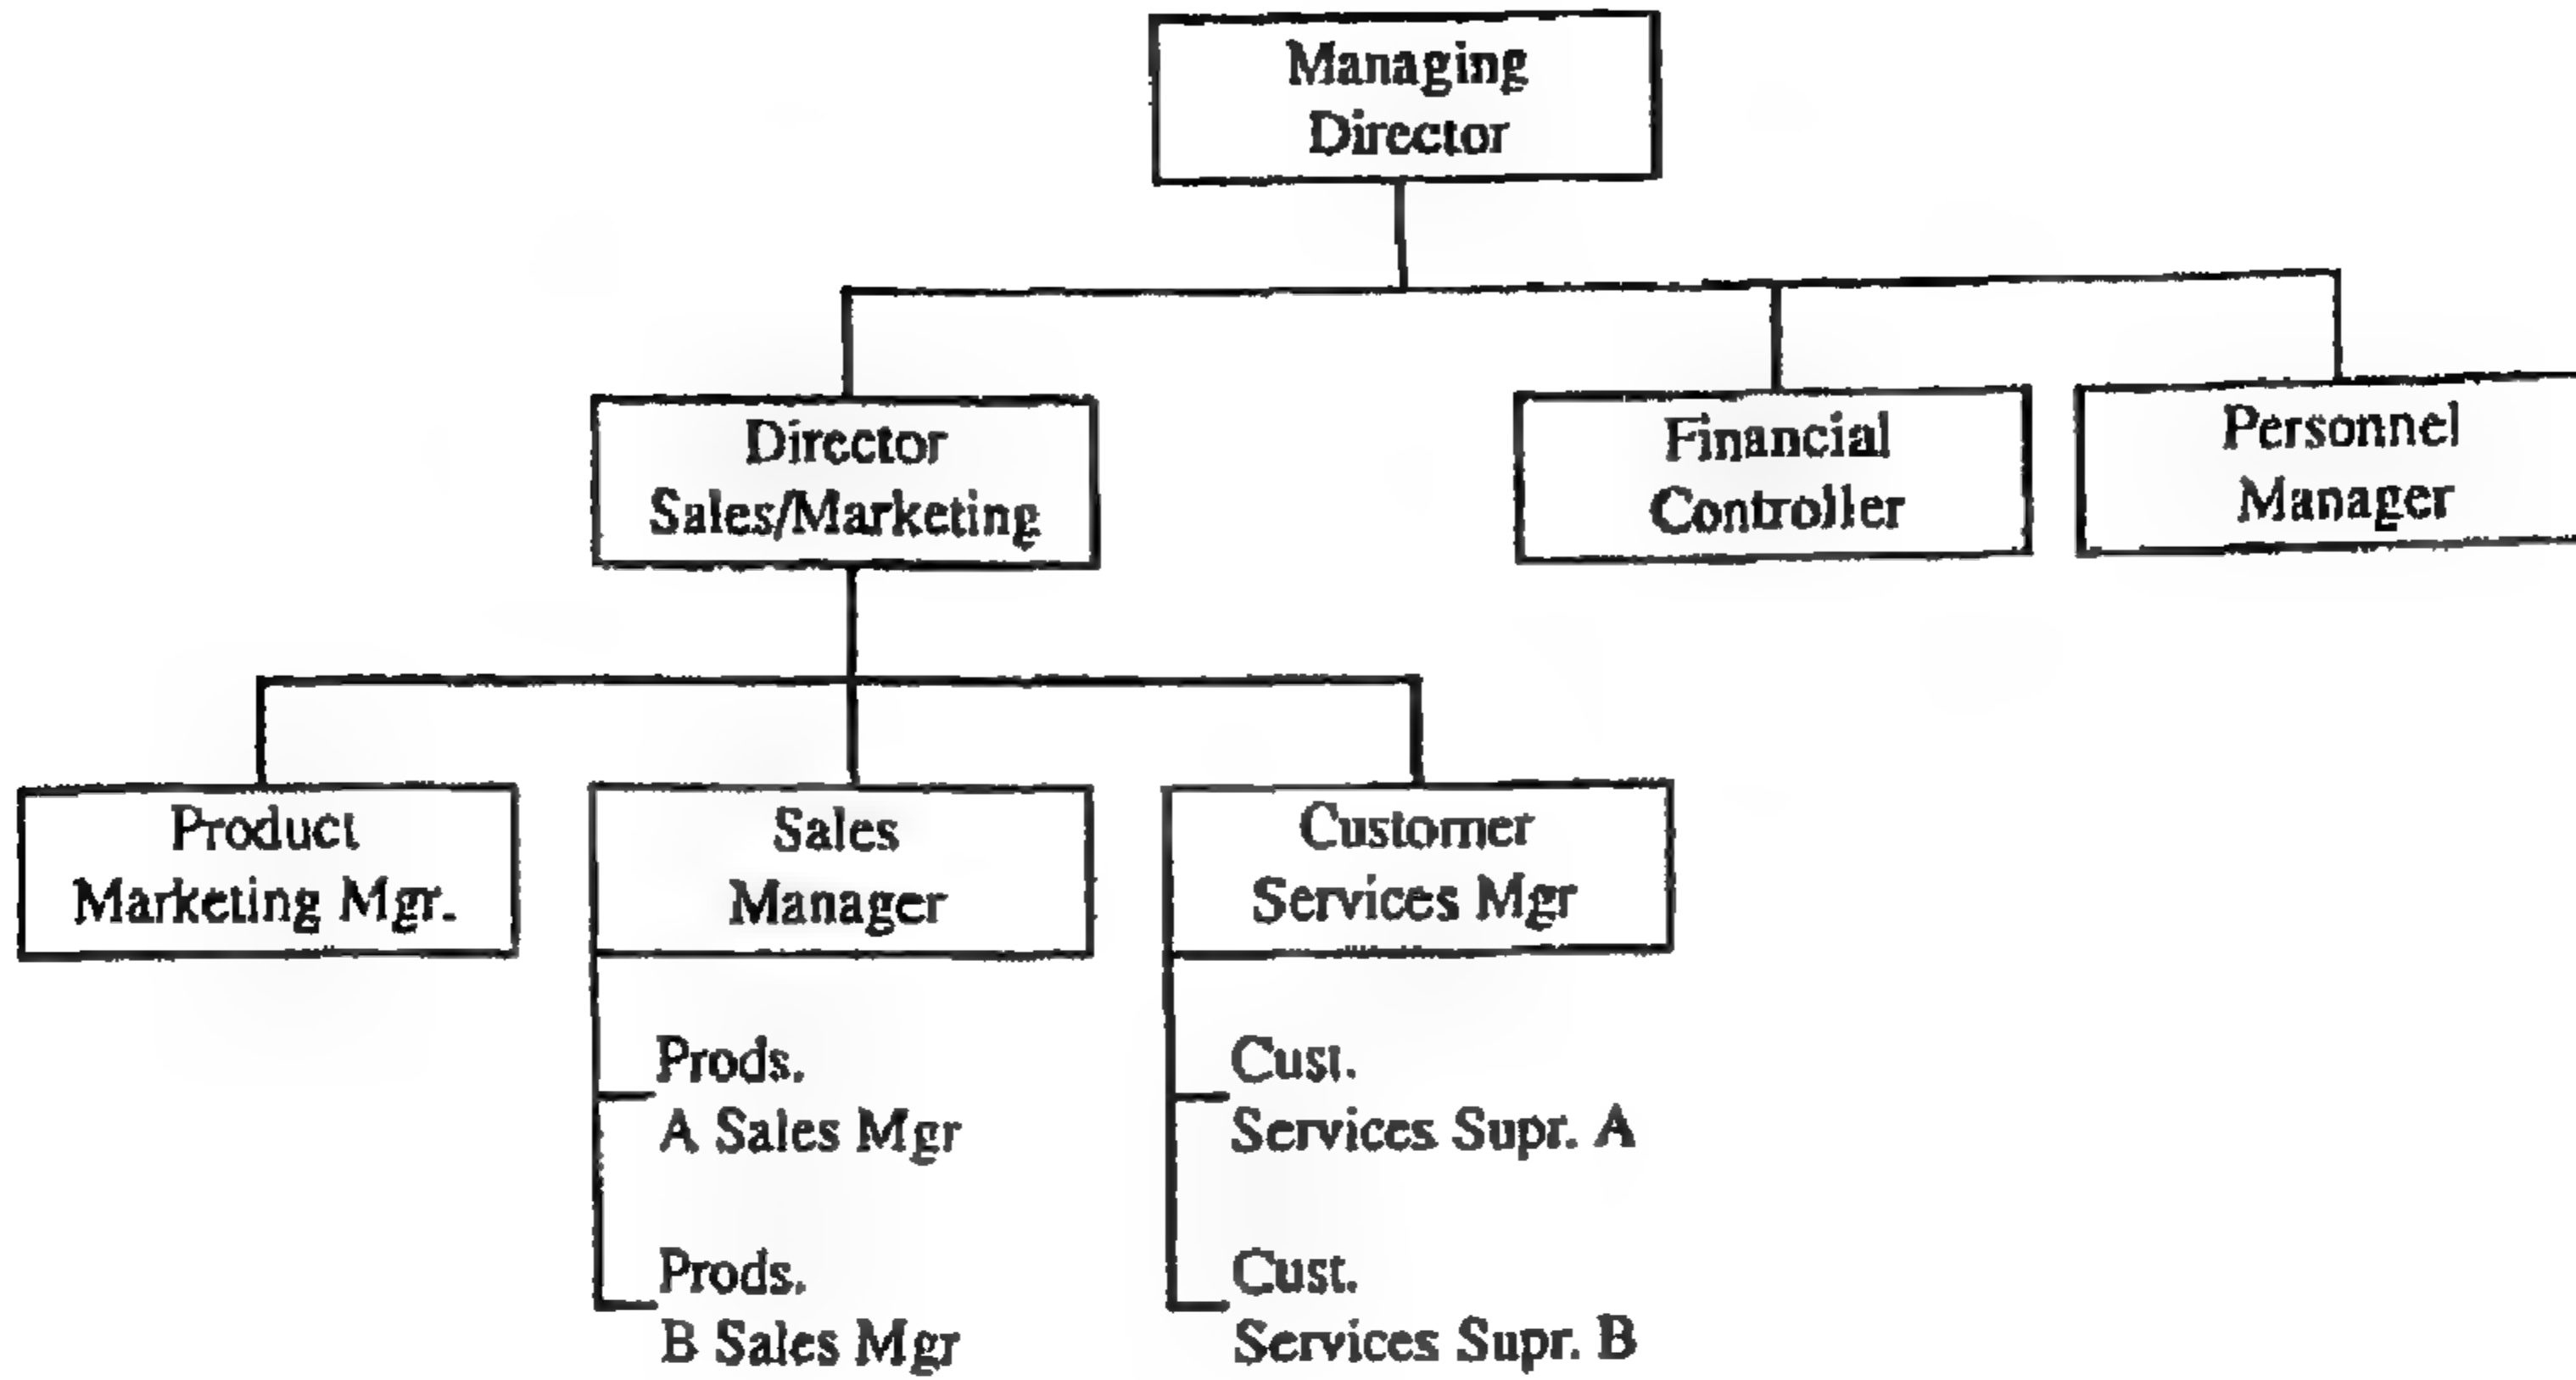 Managing
Director
Director
Sales/Marketing
Financial
Controller
Personnel
Manager
Product
Marketing Mgr.
Sales
Manager
Customer
Services Mgr
Prods.
A Sales Mgr
Prods.
B Sales Mgr
Cust.
Services Supr. A
Cust.
Services Supr. B